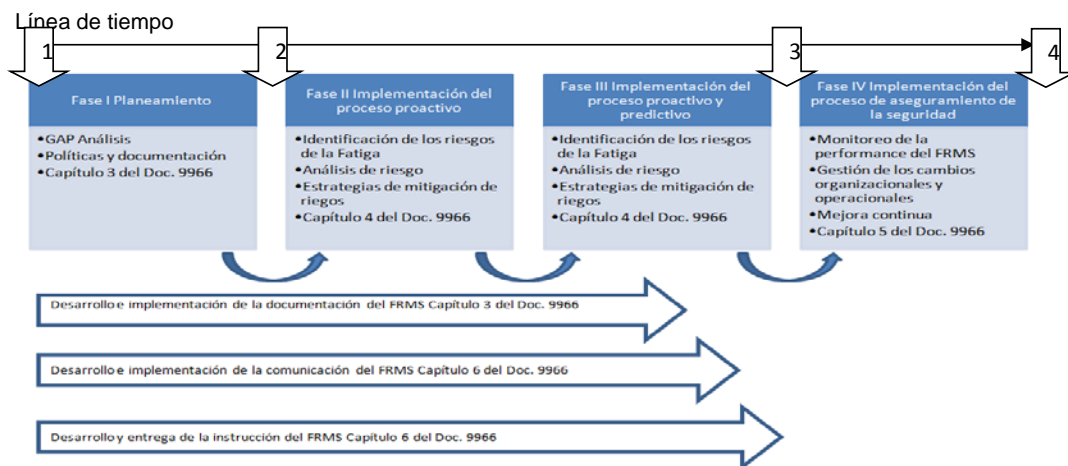 Línea de tiempo
1
2
3
4
Fase I Planeamiento
•GAP Análisis
•Políticas y documentación
•Capítulo 3 del Doc. 9966
Fase II Implementación del
proceso proactivo
•Identificación de los riesgos
de la Fatiga
•Análisis de riesgo
•Estrategias de mitigación de
riegos
•Capítulo 4 del Doc. 9966
Fase III Implementación del
proceso proactivo y
predictivo
•Identificación de los riesgos
de la Fatiga
•Análisis de riesgo
•Estrategias de mitigación de
riegos
•Capítulo 4 del Doc. 9966
Fase IV Implementación del
proceso de aseguramiento de
la seguridad
•Monitoreo de la
performance del FRMS
•Gestión de los cambios
organizacionales y
operacionales
•Mejora continua
•Capítulo 5 del Doc. 9966
Desarrollo e implementación de la documentación del FRMS Capítulo 3 del Doc. 9966
Desarrollo e implementación de la comunicación del FRMS Capítulo 6 del Doc. 9966
Desarrollo y entrega de la instrucción del FRMS Capítulo 6 del Doc. 9966